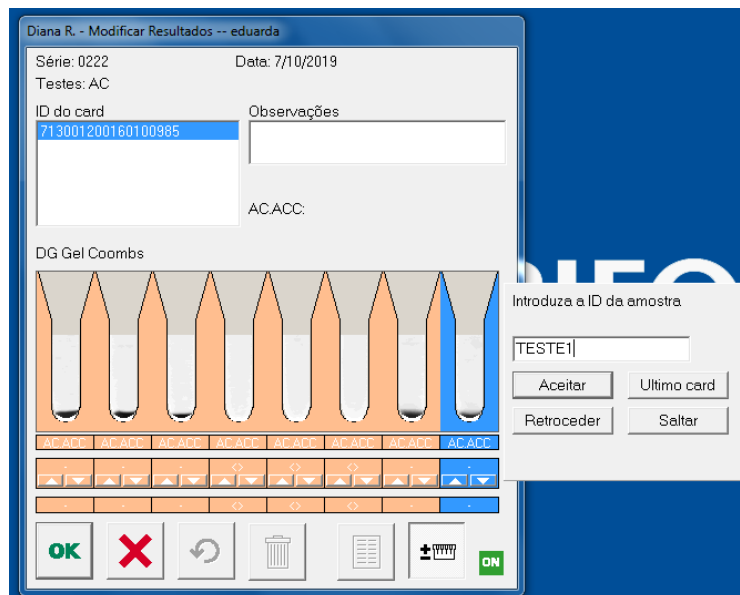 Diana R. - Modificar Resultados -- eduarda
Série: 0222 Data: 7/10/2019
Testes: AC
ID do card Observações
713001200160100985
AC.ACC:
DG Gel Coombs
AC.ACC AC.ACC AC.ACC AC.ACC AC.ACC AC.ACC AC.ACC AC.ACC
- - - <> <> <> - -
- - - <> <> <> - -
OK ± ON
Introduza a ID da amostra
TESTE1
Aceitar Ultimo card
Retroceder Saltar